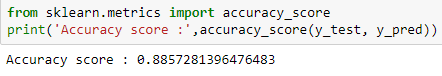 from sklearn.metrics import accuracy_score
print('Accuracy score :',accuracy_score(y_test, y_pred))
Accuracy score : 0.8857281396476483